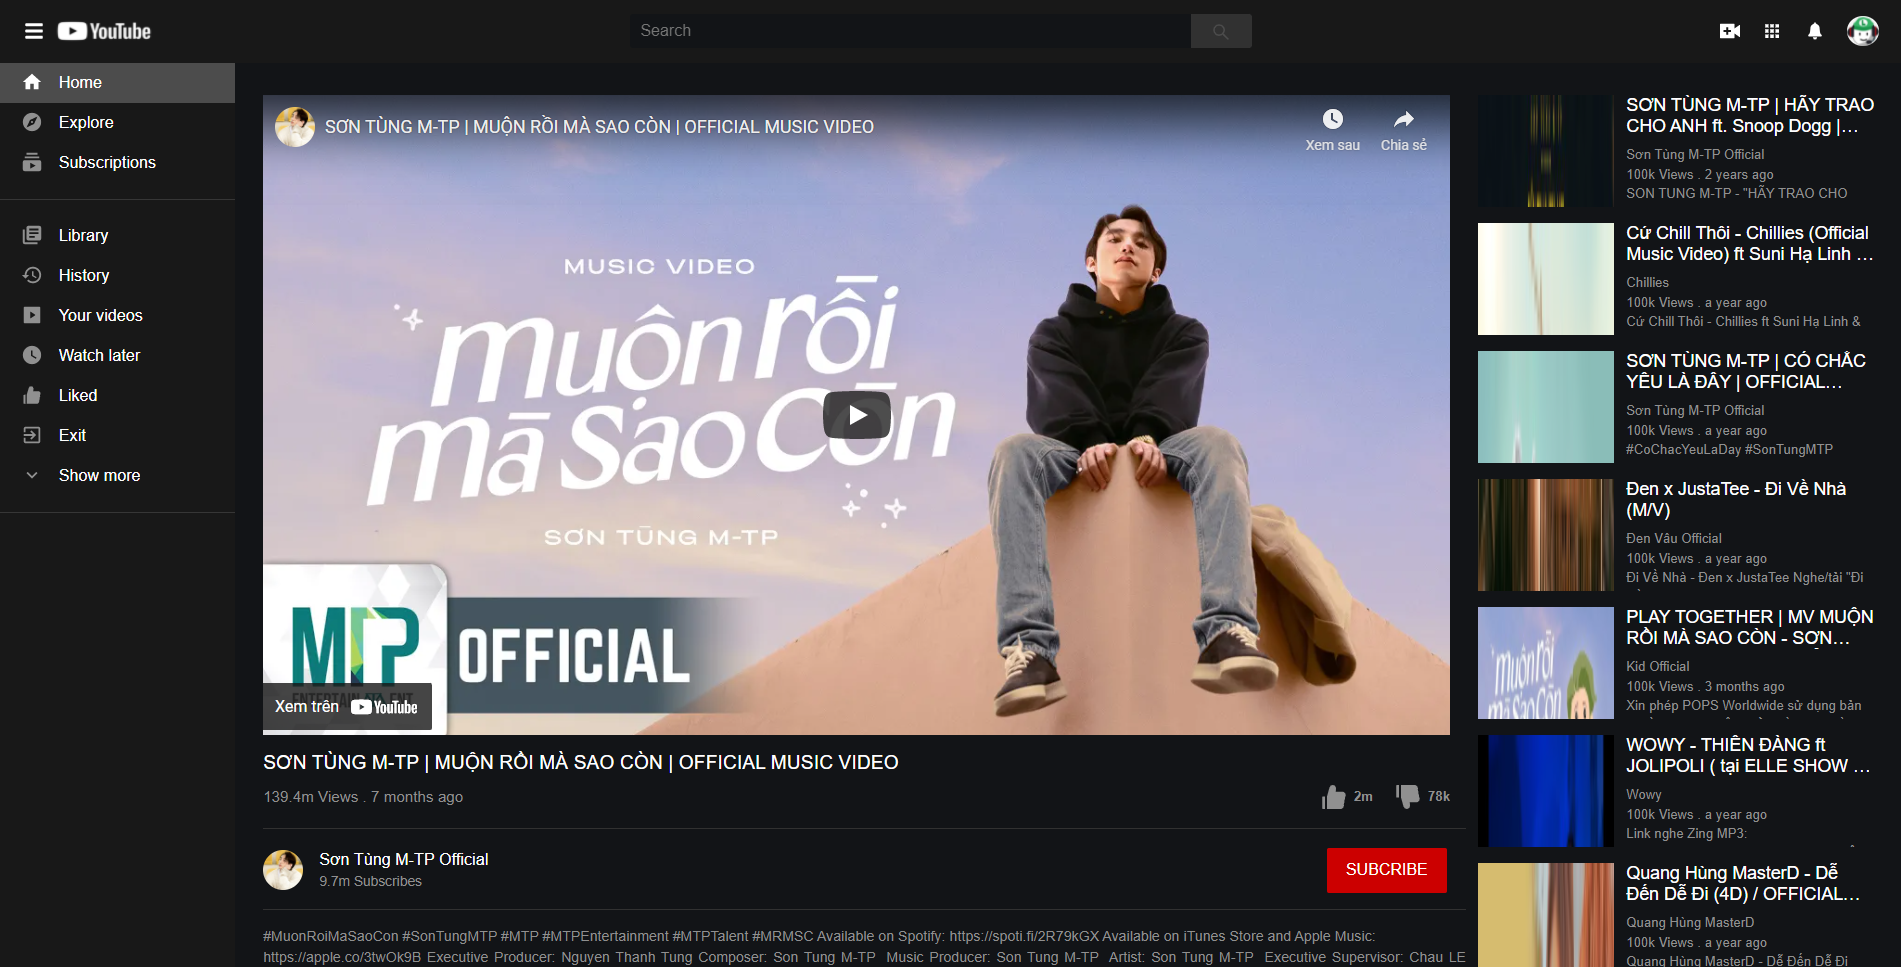 YouTube
Search
Home
Explore
Subscriptions
Library
History
Your videos
Watch later
Liked
Exit
Show more
SƠN TÙNG M-TP | MUỘN RỒI MÀ SAO CÒN | OFFICIAL MUSIC VIDEO
Xem sau
Chia sẻ
MUSIC VIDEO
muộn rồi
mà sao còn
SƠN TÙNG M-TP
MTP
OFFICIAL
Xem trên YouTube
SƠN TÙNG M-TP | MUỘN RỒI MÀ SAO CÒN | OFFICIAL MUSIC VIDEO
139.4m Views . 7 months ago
2m
78k
Sơn Tùng M-TP Official
9.7m Subscribes
SUBCRIBE
#MuonRoiMaSaoCon #SonTungMTP #MTP #MTPEntertainment #MTPTalent #MRMSC Available on Spotify: https://spoti.fi/2R79kGX Available on iTunes Store and Apple Music:
https://apple.co/3twOk9B Executive Producer: Nguyen Thanh Tung Composer: Son Tung M-TP Music Producer: Son Tung M-TP Artist: Son Tung M-TP Executive Supervisor: Chau LE
SƠN TÙNG M-TP | HÃY TRAO
CHO ANH ft. Snoop Dogg |...
Sơn Tùng M-TP Official
100k Views . 2 years ago
SON TUNG M-TP - "HÃY TRAO CHO
Cứ Chill Thôi - Chillies (Official
Music Video) ft Suni Hạ Linh ...
Chillies
100k Views . a year ago
Cứ Chill Thôi - Chillies ft Suni Hạ Linh &
SƠN TÙNG M-TP | CÓ CHẮC
YÊU LÀ ĐÂY | OFFICIAL...
Sơn Tùng M-TP Official
100k Views . a year ago
#CoChacYeuLaDay #SonTungMTP
Đen x JustaTee - Đi Về Nhà
(M/V)
Đen Vâu Official
100k Views . a year ago
Đi Về Nhà - Đen x JustaTee Nghe/tải "Đi
PLAY TOGETHER | MV MUỘN
RỒI MÀ SAO CÒN - SƠN...
muộn rồi
mà sao còn
Kid Official
100k Views . 3 months ago
Xin phép POPS Worldwide sử dụng bản
WOWY - THIÊN ĐÀNG ft
JOLIPOLI ( tại ELLE SHOW ...
Wowy
100k Views . a year ago
Link nghe Zing MP3:
Quang Hùng MasterD - Dễ
Đến Dễ Đi (4D) / OFFICIAL...
Quang Hùng MasterD
100k Views . a year ago
Quang Hùng MasterD - Dễ Đến Dễ Đi